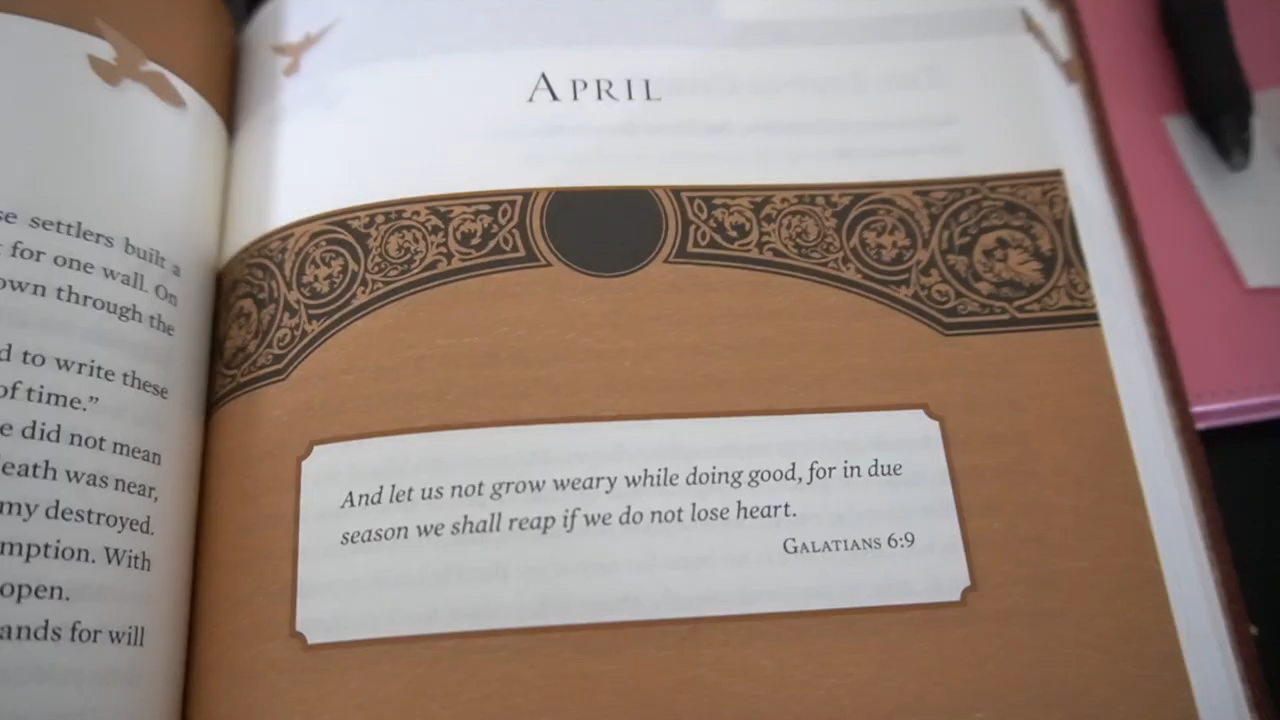 se settlers built a
for one wall. On
own through the
d to write these
of time.”
e did not mean
eath was near,
my destroyed.
mption. With
open.
ands for will
APRIL
And let us not grow weary while doing good, for in due
season we shall reap if we do not lose heart.
GALATIANS 6:9